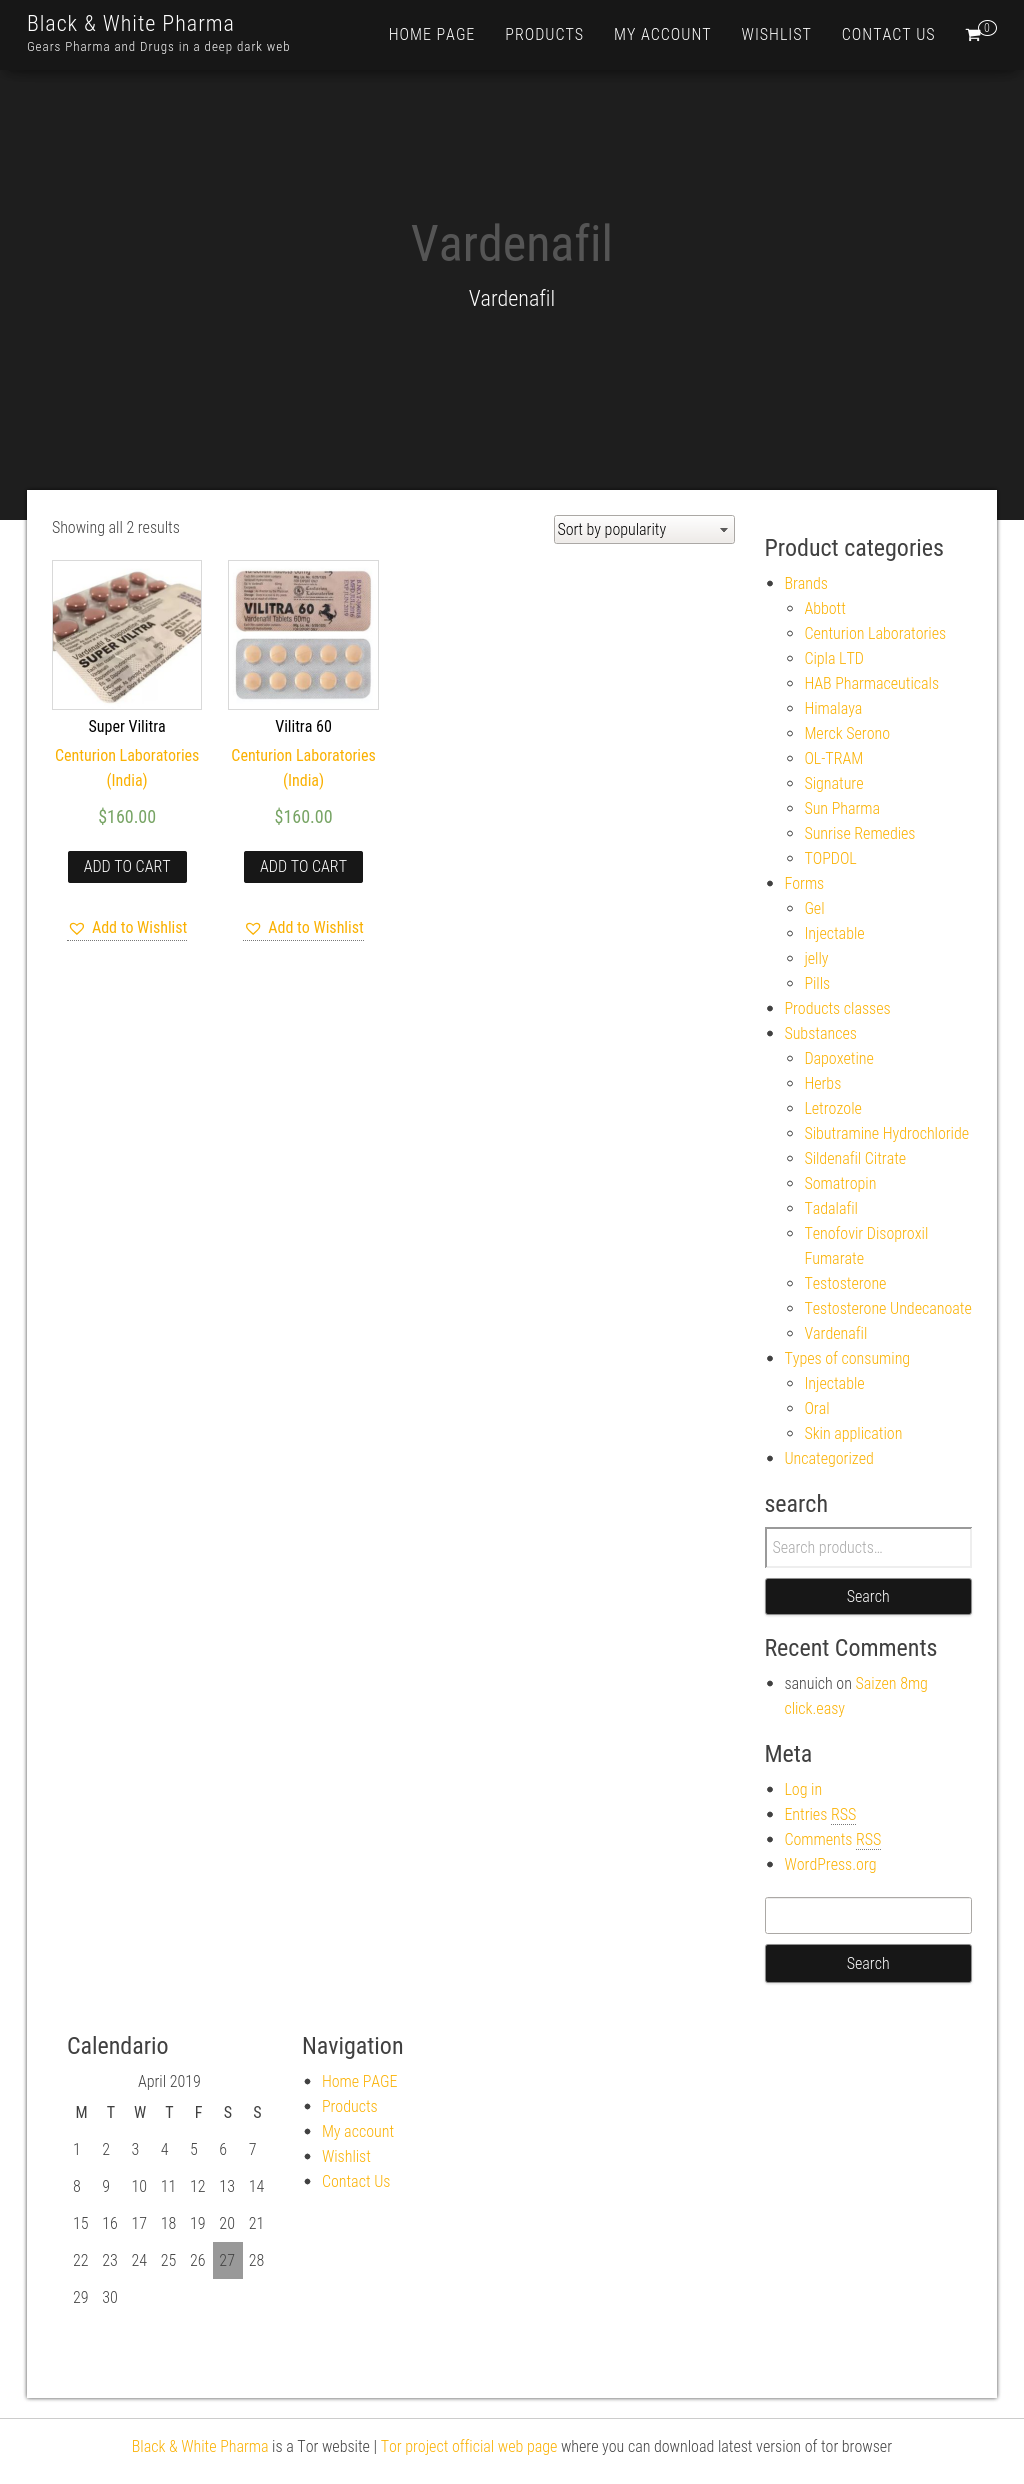 Black & White Pharma
Gears Pharma and Drugs in a deep dark web
HOME PAGE PRODUCTS MY ACCOUNT WISHLIST CONTACT US 0
Vardenafil
Vardenafil
Showing all 2 results
Sort by popularity
SUPER VILITRA
VILITRA 60
Vardenafil Tablets 60mg
Centurion Laboratories
Super Vilitra
Centurion Laboratories
(India)
$160.00
ADD TO CART
Add to Wishlist
Vilitra 60
Centurion Laboratories
(India)
$160.00
ADD TO CART
Add to Wishlist
Product categories
Brands
Abbott
Centurion Laboratories
Cipla LTD
HAB Pharmaceuticals
Himalaya
Merck Serono
OL-TRAM
Signature
Sun Pharma
Sunrise Remedies
TOPDOL
Forms
Gel
Injectable
jelly
Pills
Products classes
Substances
Dapoxetine
Herbs
Letrozole
Sibutramine Hydrochloride
Sildenafil Citrate
Somatropin
Tadalafil
Tenofovir Disoproxil
Fumarate
Testosterone
Testosterone Undecanoate
Vardenafil
Types of consuming
Injectable
Oral
Skin application
Uncategorized
search
Search products…
Search
Recent Comments
sanuich on Saizen 8mg
click.easy
Meta
Log in
Entries RSS
Comments RSS
WordPress.org
Search
Calendario
April 2019
M T W T F S S
1 2 3 4 5 6 7
8 9 10 11 12 13 14
15 16 17 18 19 20 21
22 23 24 25 26 27 28
29 30
Navigation
Home PAGE
Products
My account
Wishlist
Contact Us
Black & White Pharma is a Tor website | Tor project official web page where you can download latest version of tor browser